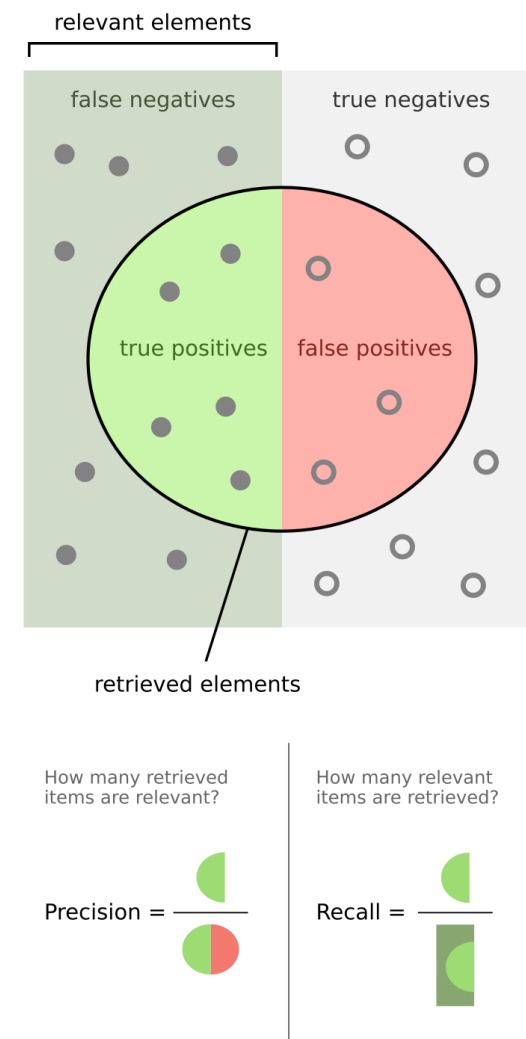 relevant elements
false negatives
true negatives
true positives
false positives
retrieved elements
How many retrieved
items are relevant?
Precision =
How many relevant
items are retrieved?
Recall =